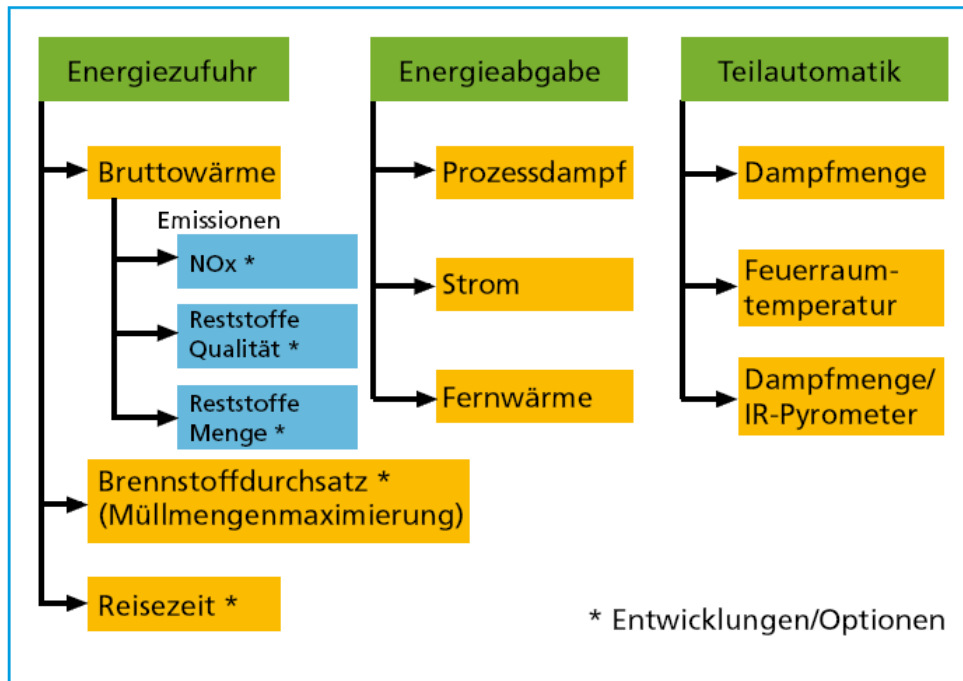 Energiezufuhr
Bruttowärme
Emissionen
NOx *
Reststoffe
Qualität *
Reststoffe
Menge *
Brennstoffdurchsatz *
(Müllmengenmaximierung)
Reisezeit *
Energieabgabe
Prozessdampf
Strom
Fernwärme
Teilautomatik
Dampfmenge
Feuerraum-
temperatur
Dampfmenge/
IR-Pyrometer
* Entwicklungen/Optionen